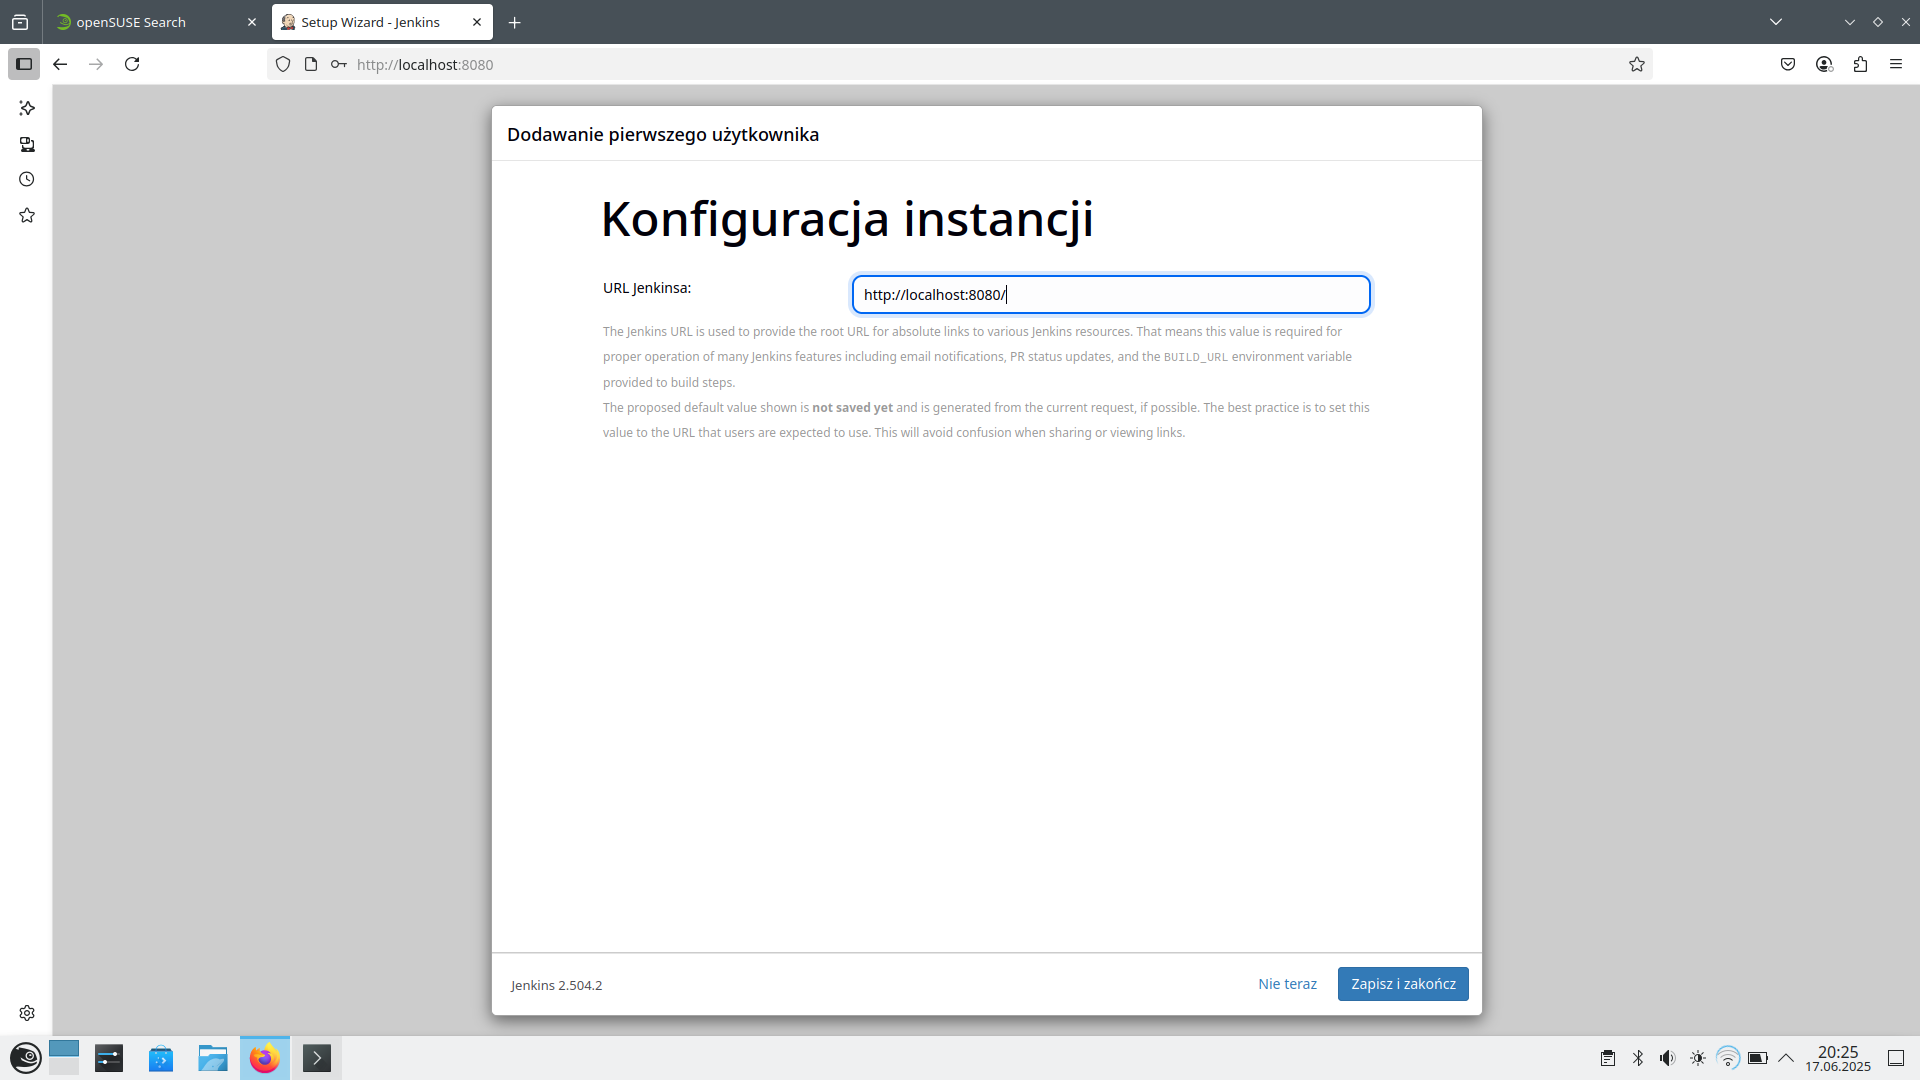 openSUSE Search
Setup Wizard - Jenkins
http://localhost:8080
Dodawanie pierwszego użytkownika
Konfiguracja instancji
URL Jenkinsa:
http://localhost:8080/
The Jenkins URL is used to provide the root URL for absolute links to various Jenkins resources. That means this value is required for
proper operation of many Jenkins features including email notifications, PR status updates, and the BUILD_URL environment variable
provided to build steps.
The proposed default value shown is not saved yet and is generated from the current request, if possible. The best practice is to set this
value to the URL that users are expected to use. This will avoid confusion when sharing or viewing links.
Jenkins 2.504.2
Nie teraz
Zapisz i zakończ
20:25
17.06.2025